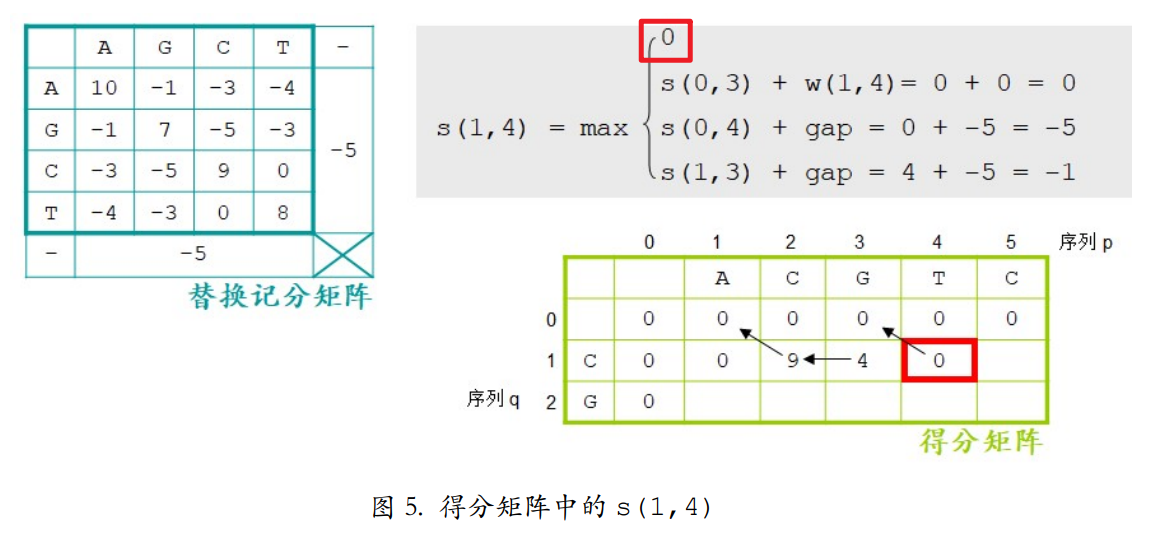 A G C T -
A 10 -1 -3 -4
G -1 7 -5 -3
-5
C -3 -5 9 0
T -4 -3 0 8
- -5
替换记分矩阵
0
s(0,3) + w(1,4)= 0 + 0 = 0
s(1,4) = max
s(0,4) + gap = 0 + -5 = -5
s(1,3) + gap = 4 + -5 = -1
0 1 2 3 4 5 序列 p
A C G T C
0 0 0 0 0 0 0
1 C 0 0 9 4 0
序列 q 2 G 0
得分矩阵
图 5. 得分矩阵中的 s(1,4)